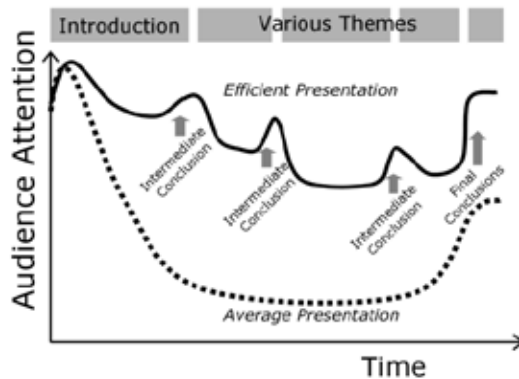 Introduction
Various Themes
Audience Attention
Efficient Presentation
Intermediate
Conclusion
Intermediate
Conclusion
Intermediate
Conclusion
Final
Conclusions
Average Presentation
Time